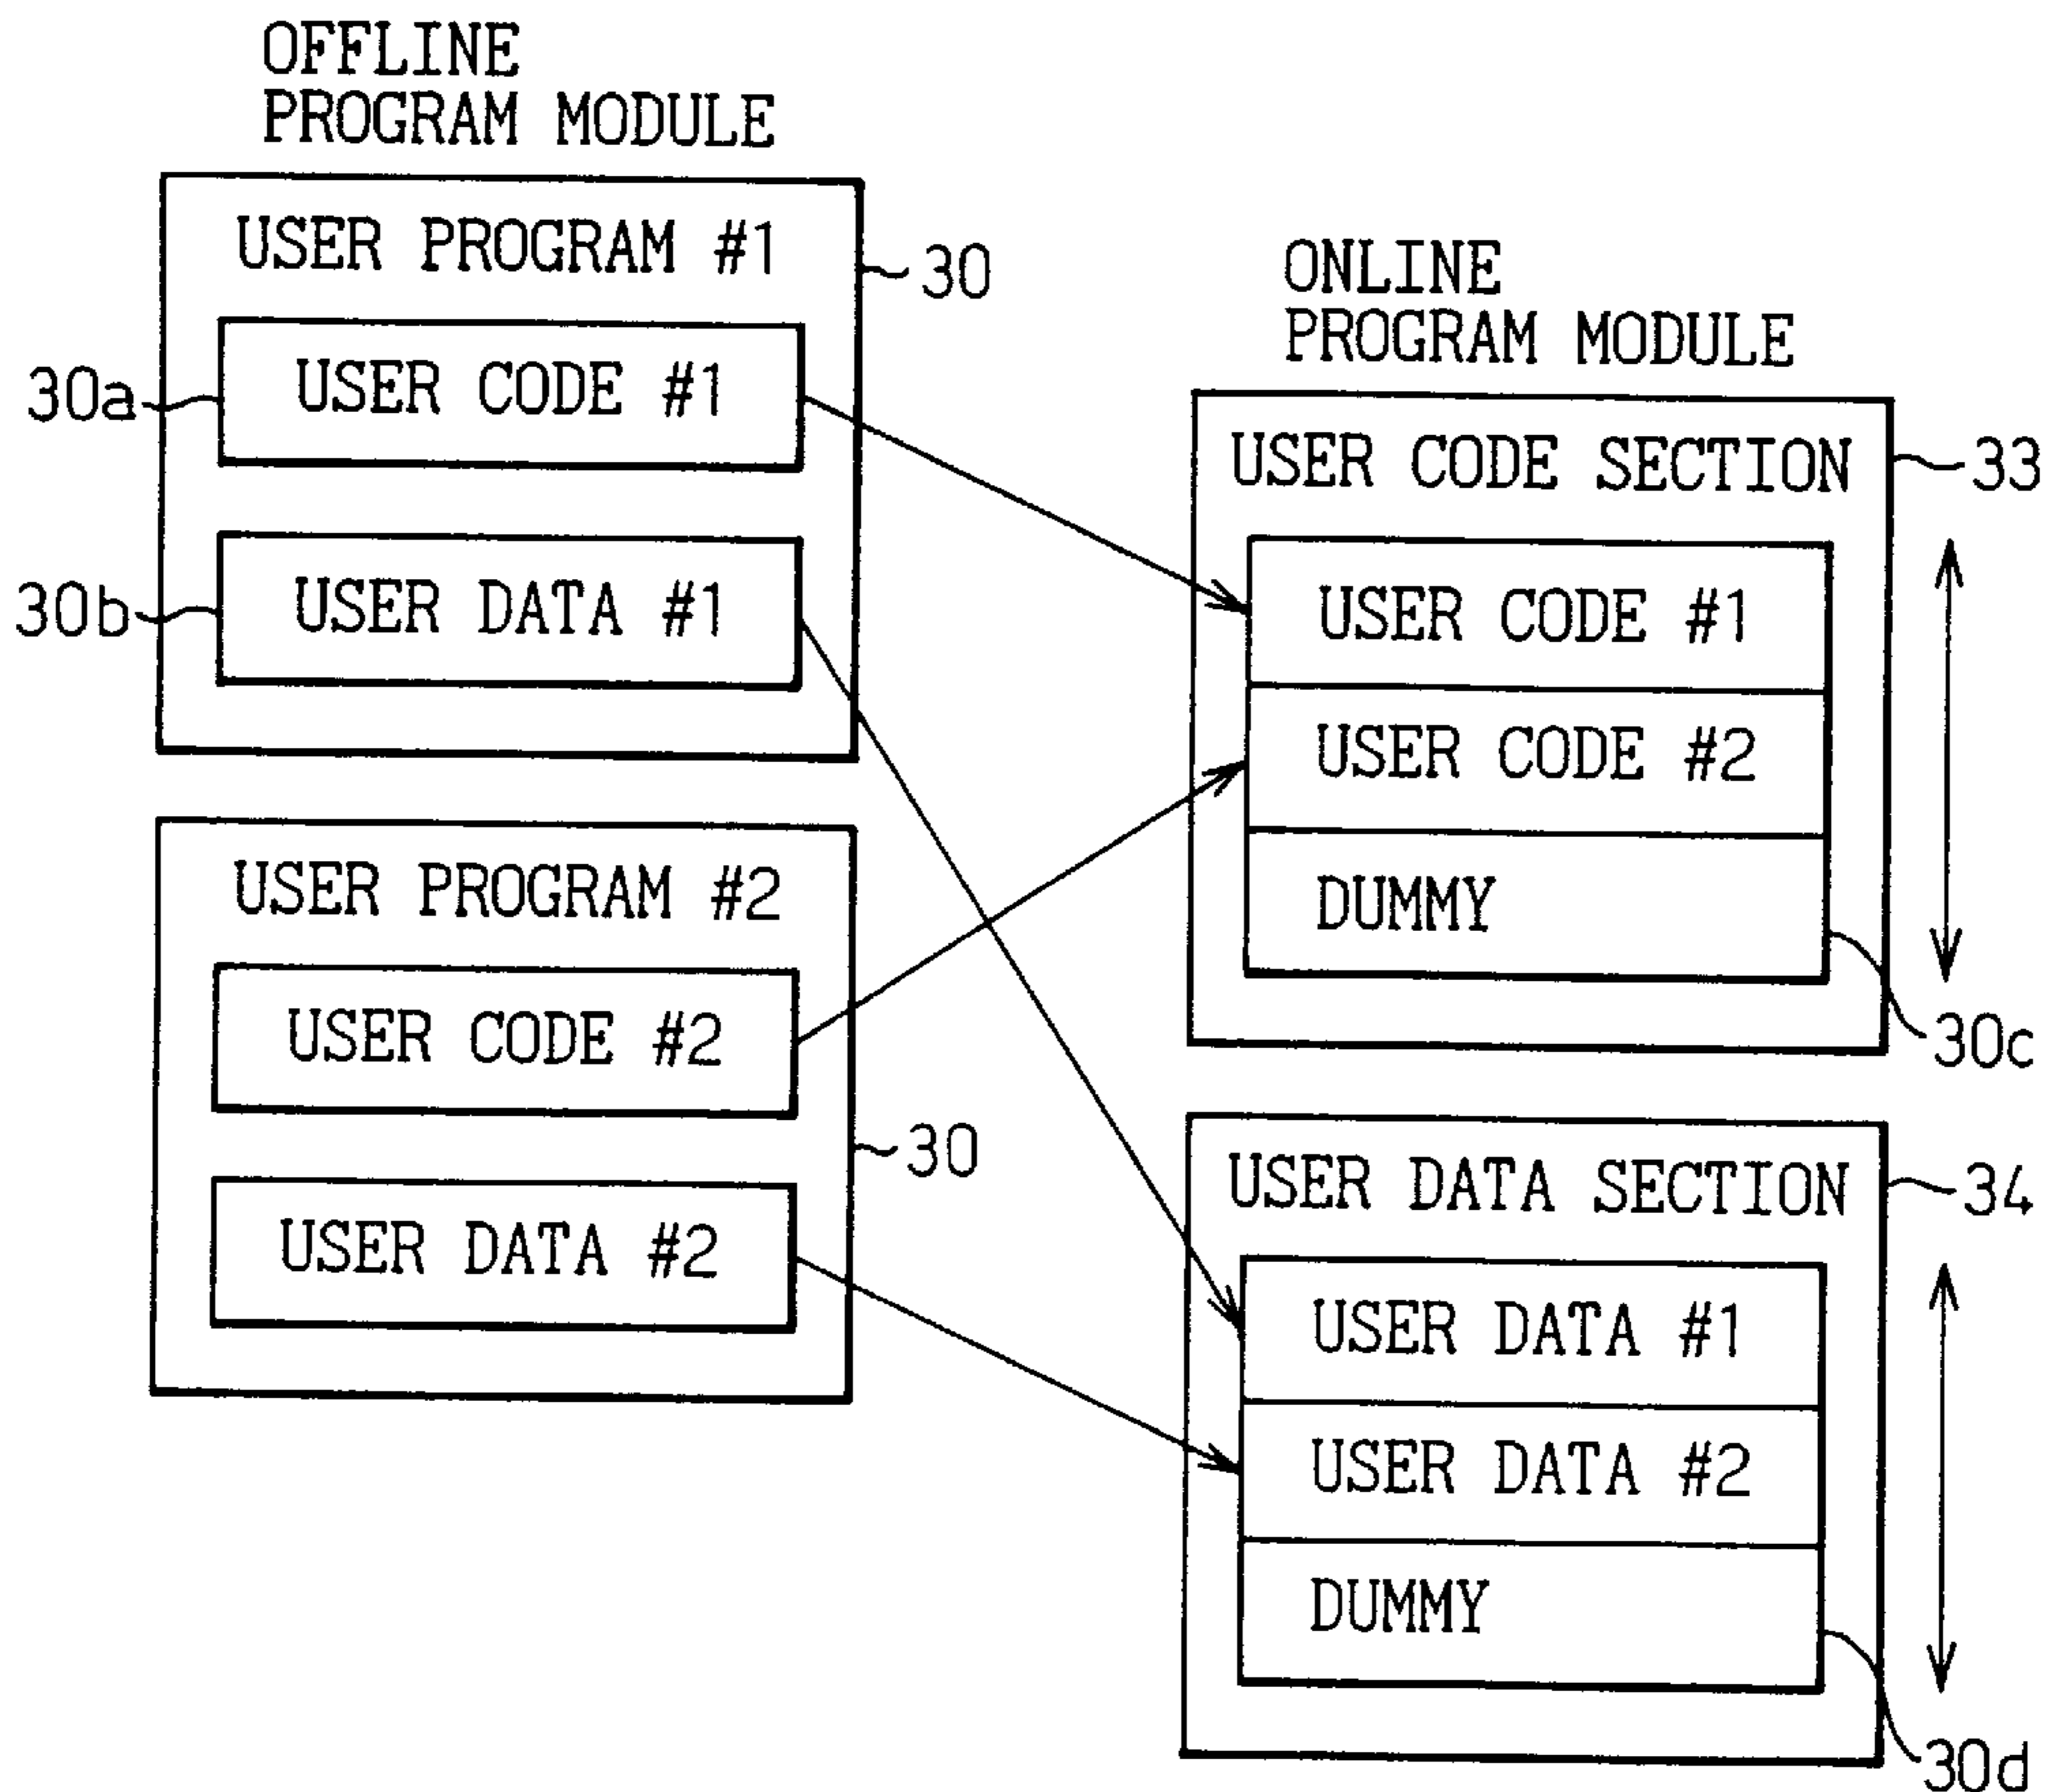 OFFLINE
PROGRAM MODULE
USER PROGRAM #1
30
USER CODE #1
30a
USER DATA #1
30b
USER PROGRAM #2
USER CODE #2
30
USER DATA #2
ONLINE
PROGRAM MODULE
USER CODE SECTION
33
USER CODE #1
USER CODE #2
DUMMY
30c
USER DATA SECTION
34
USER DATA #1
USER DATA #2
DUMMY
30d